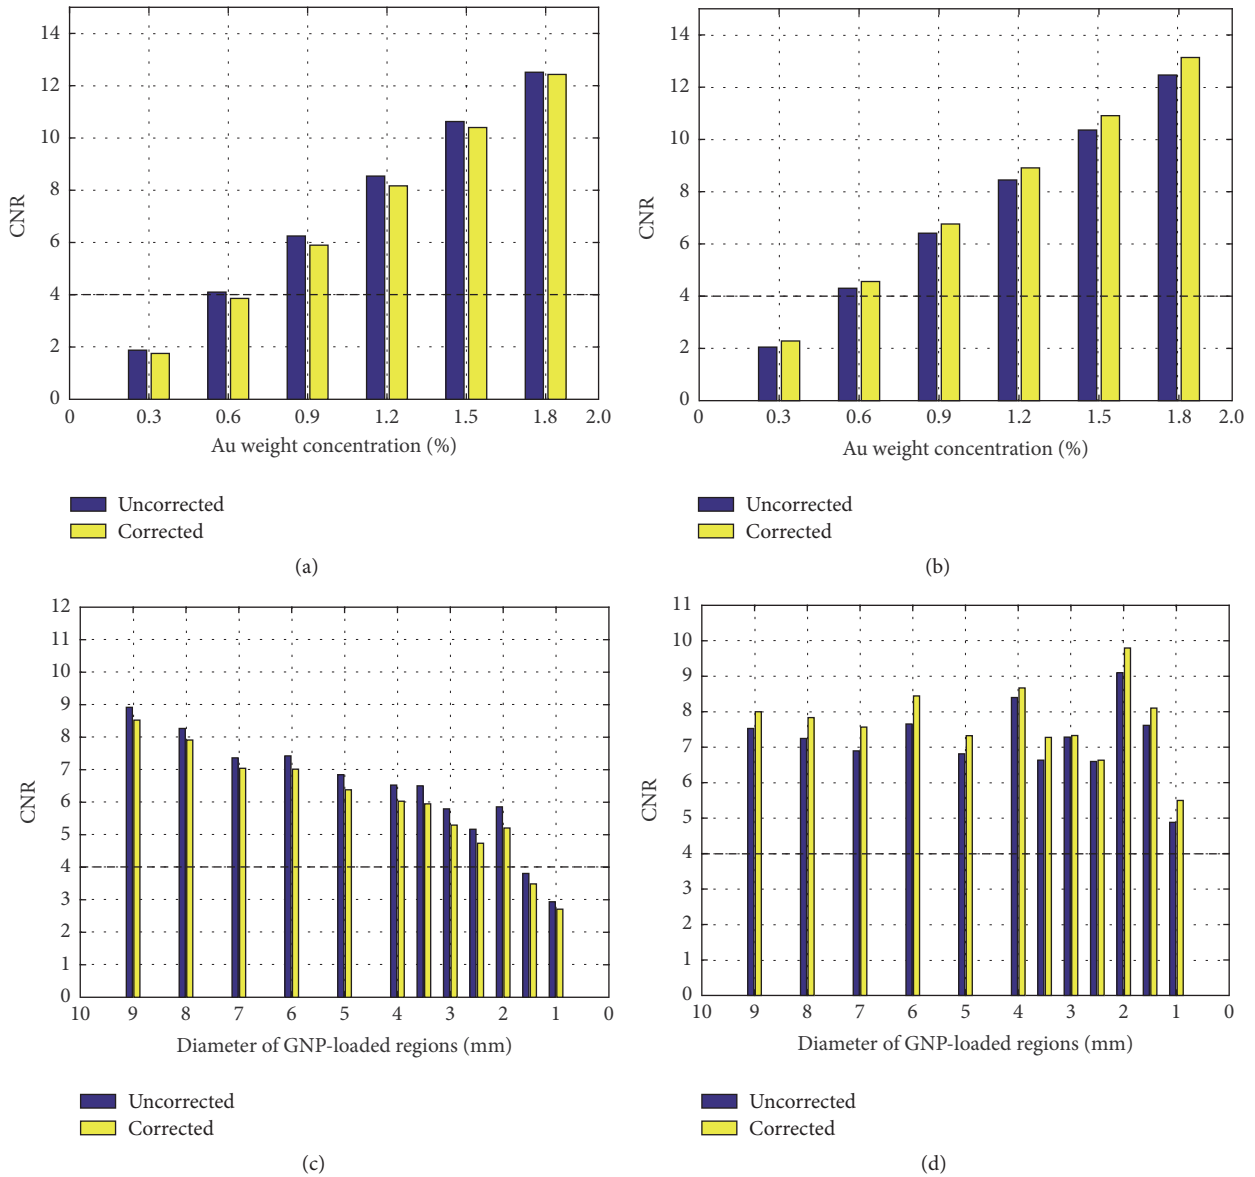 14
12
10
8
6
4
2
0
CNR
0 0.3 0.6 0.9 1.2 1.5 1.8 2.0
Au weight concentration (%)
Uncorrected
Corrected
(a)
14
12
10
8
6
4
2
0
CNR
0 0.3 0.6 0.9 1.2 1.5 1.8 2.0
Au weight concentration (%)
Uncorrected
Corrected
(b)
12
11
10
9
8
7
6
5
4
3
2
1
0
CNR
10 9 8 7 6 5 4 3 2 1 0
Diameter of GNP-loaded regions (mm)
Uncorrected
Corrected
(c)
11
10
9
8
7
6
5
4
3
2
1
0
CNR
10 9 8 7 6 5 4 3 2 1 0
Diameter of GNP-loaded regions (mm)
Uncorrected
Corrected
(d)